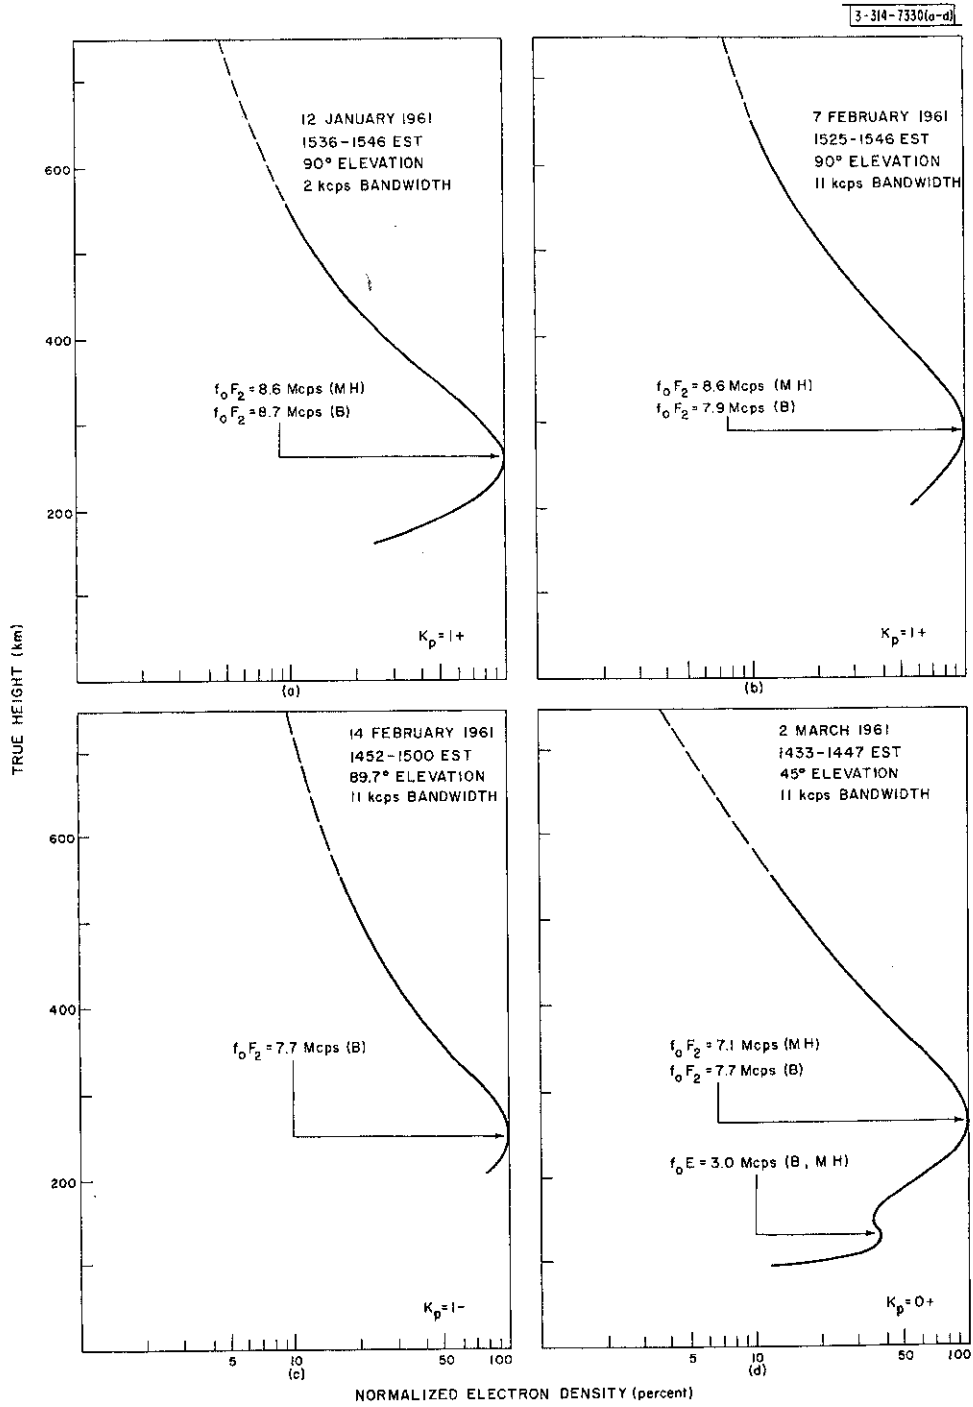 3-314-7330(a-d)
12 JANUARY 1961
1536-1546 EST
90° ELEVATION
2 kcps BANDWIDTH
600
400
200
f₀F₂=8.6 Mcps (MH)
f₀F₂=8.7 Mcps (B)
Kₚ=1+
(a)
7 FEBRUARY 1961
1525-1546 EST
90° ELEVATION
11 kcps BANDWIDTH
f₀F₂=8.6 Mcps (MH)
f₀F₂=7.9 Mcps (B)
Kₚ=1+
(b)
TRUE HEIGHT (km)
14 FEBRUARY 1961
1452-1500 EST
89.7° ELEVATION
11 kcps BANDWIDTH
600
400
200
f₀F₂=7.7 Mcps (B)
Kₚ=1-
5 10 50 100
(c)
2 MARCH 1961
1433-1447 EST
45° ELEVATION
11 kcps BANDWIDTH
f₀F₂=7.1 Mcps (MH)
f₀F₂=7.7 Mcps (B)
f₀E=3.0 Mcps (B, MH)
Kₚ=0+
5 10 50 100
(d)
NORMALIZED ELECTRON DENSITY (percent)